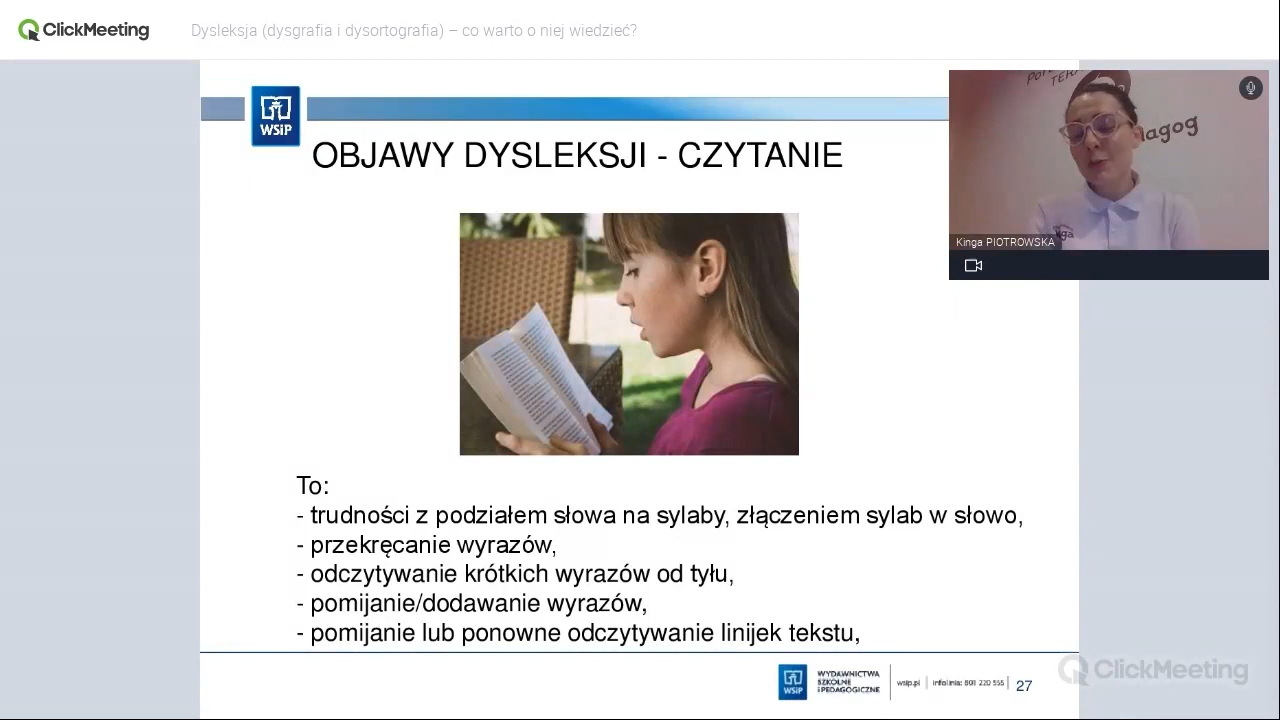 ClickMeeting
Dysleksja (dysgrafia i dysortografia) – co warto o niej wiedzieć?
WSiP
OBJAWY DYSLEKSJI - CZYTANIE
agog
Kinga PIOTROWSKA
To:
- trudności z podziałem słowa na sylaby, złączeniem sylab w słowo,
- przekręcanie wyrazów,
- odczytywanie krótkich wyrazów od tyłu,
- pomijanie/dodawanie wyrazów,
- pomijanie lub ponowne odczytywanie linijek tekstu,
WSiP
WYDAWNICTWA
SZKOLNE
i PEDAGOGICZNE
wsip.pl | infolinia: 801 220 555 | 27
ClickMeeting